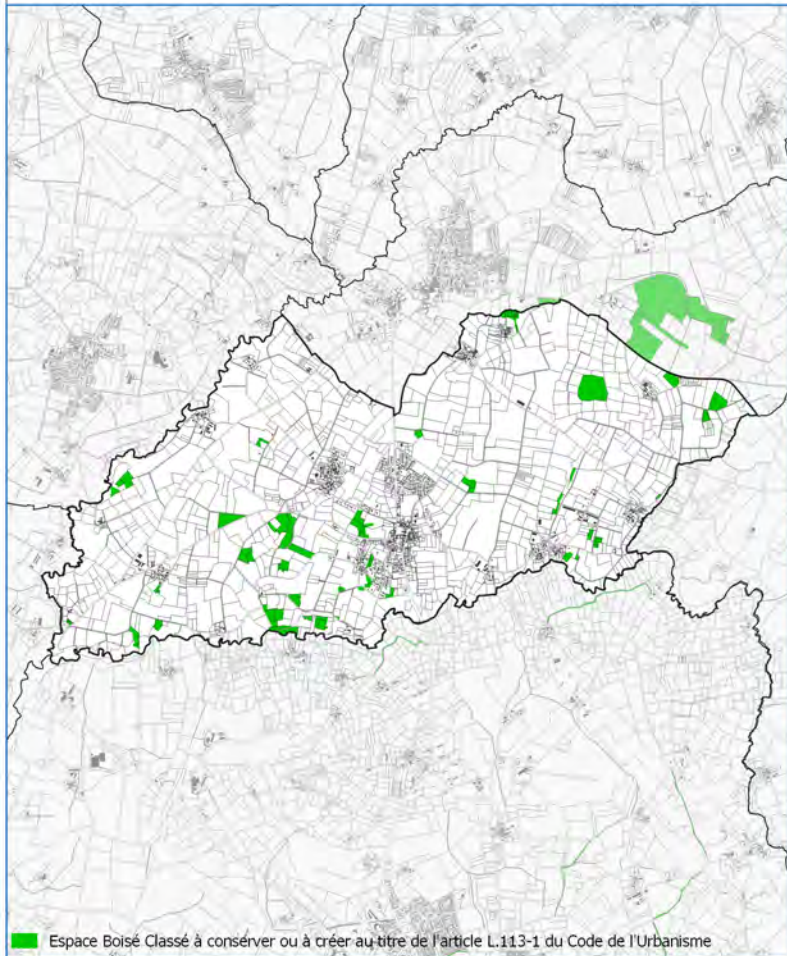 Espace Boisé Classé à conserver ou à créer au titre de l'article L.113-1 du Code de l'Urbanisme